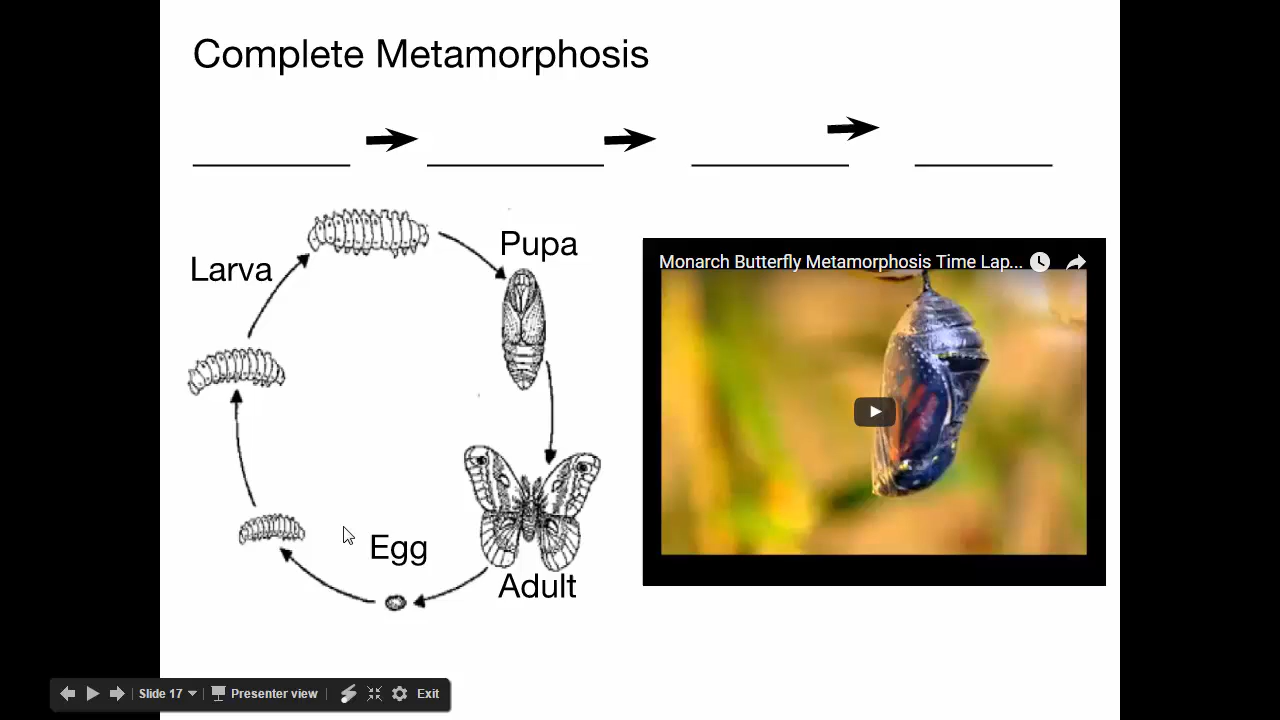 Complete Metamorphosis
Pupa
Larva
Egg
Adult
Monarch Butterfly Metamorphosis Time Lap...
Slide 17
Presenter view
Exit